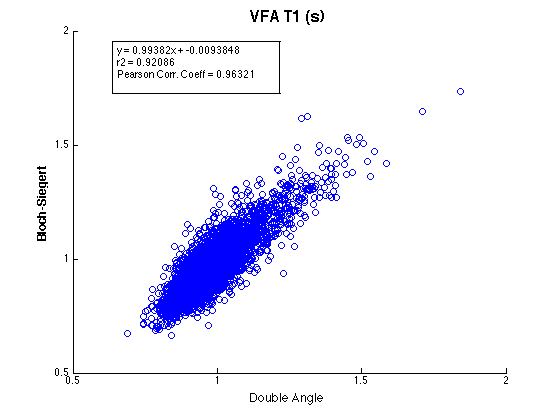 VFA T1 (s)
2
y = 0.99382x + -0.0093848
r2 = 0.92086
Pearson Corr. Coeff = 0.96321
1.5
Bloch-Siegert
1
0.5
0.5 1 1.5 2
Double Angle